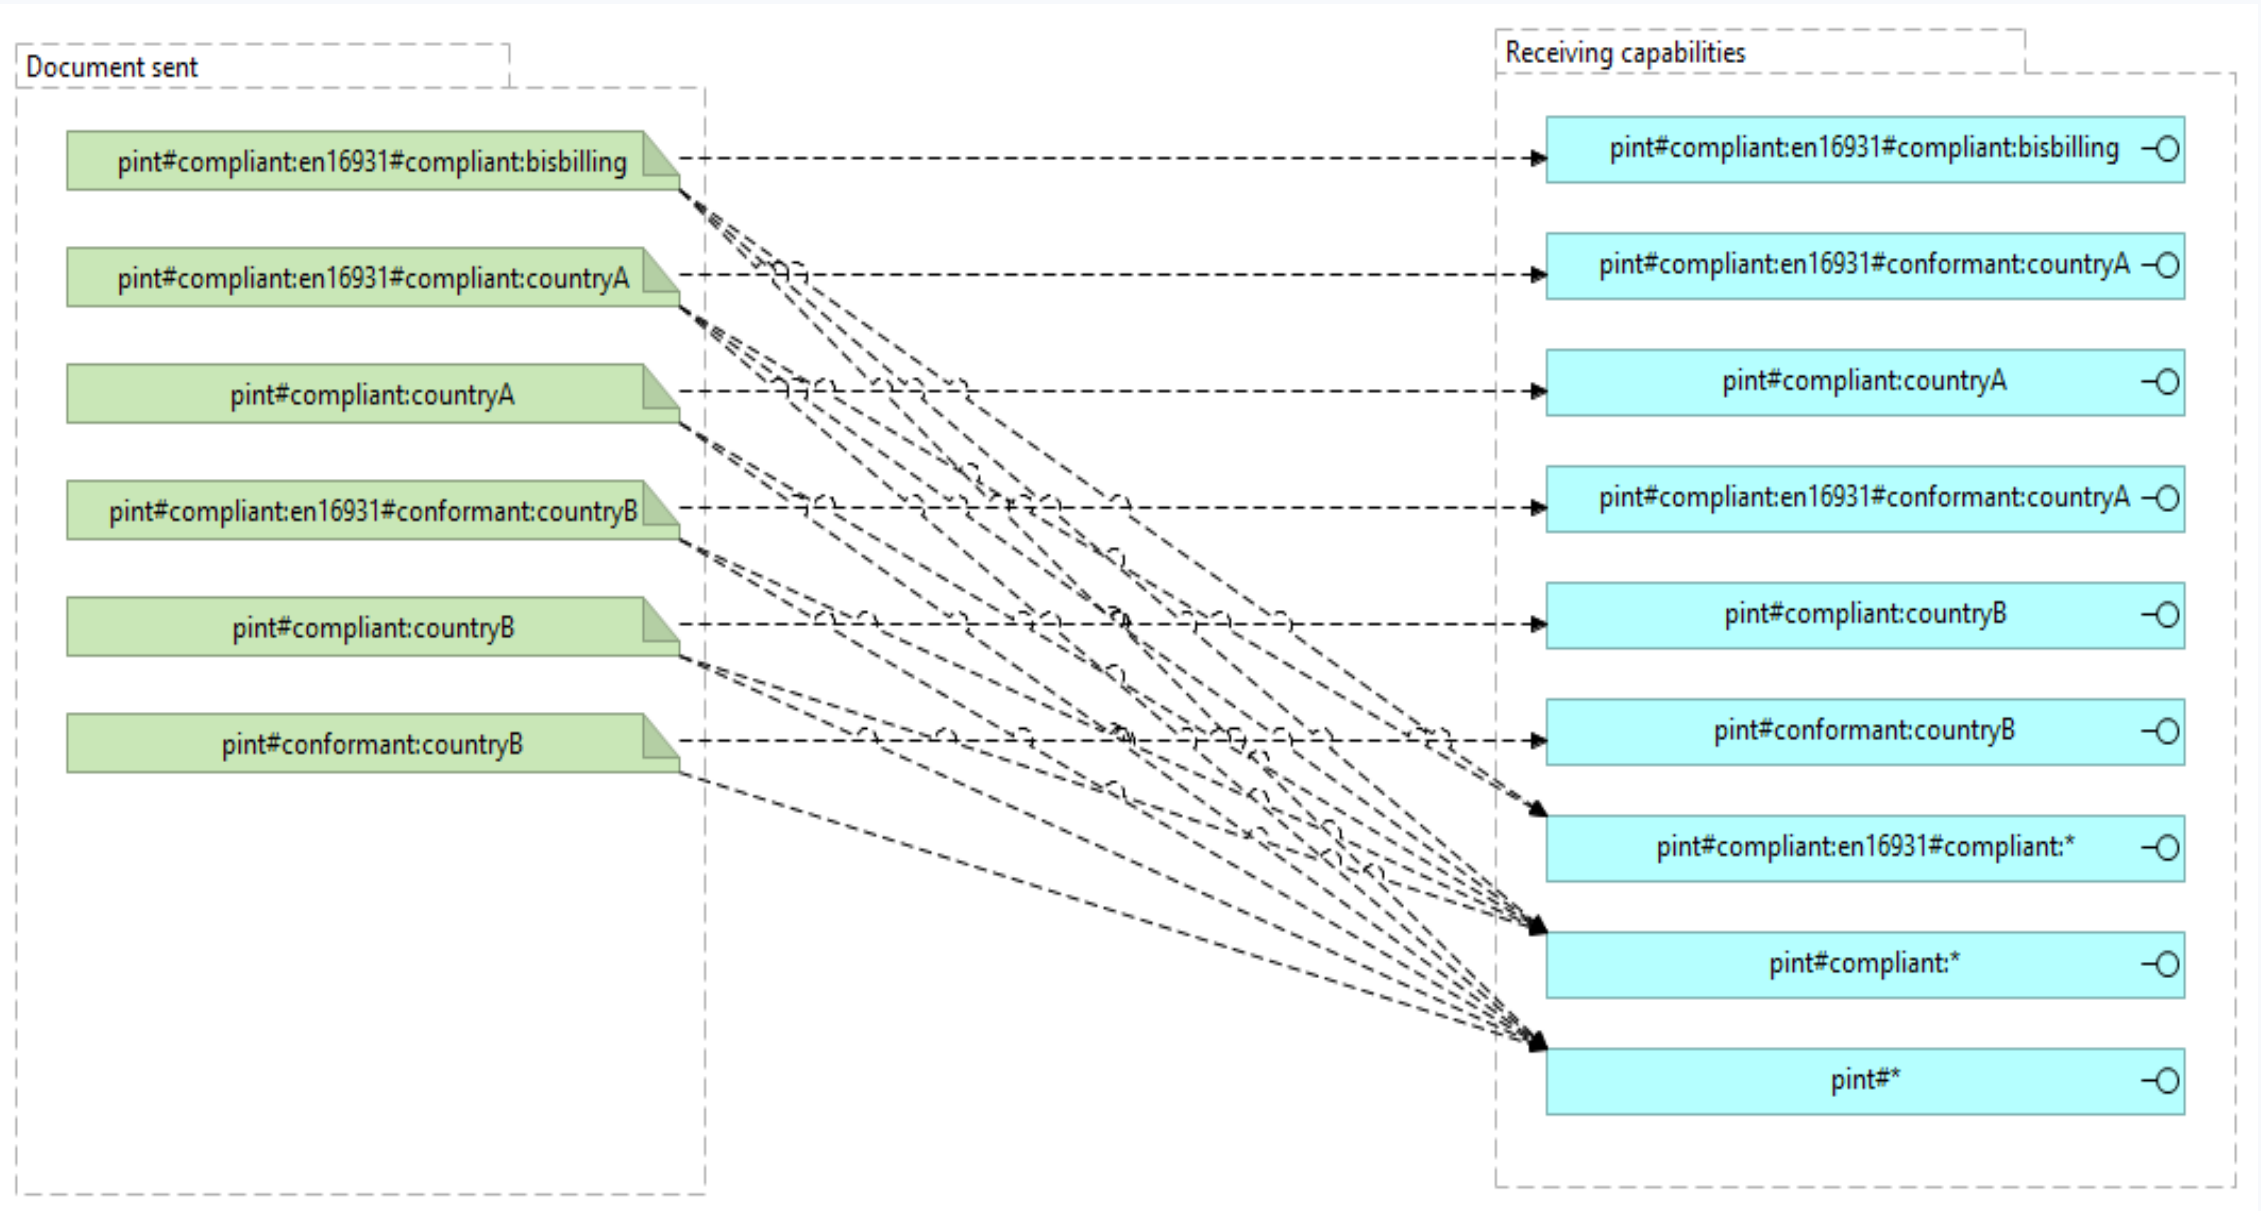 Document sent
pint#compliant:en16931#compliant:bisbilling
pint#compliant:en16931#compliant:countryA
pint#compliant:countryA
pint#compliant:en16931#conformant:countryB
pint#compliant:countryB
pint#conformant:countryB
Receiving capabilities
pint#compliant:en16931#compliant:bisbilling
pint#compliant:en16931#conformant:countryA
pint#compliant:countryA
pint#compliant:en16931#conformant:countryA
pint#compliant:countryB
pint#conformant:countryB
pint#compliant:en16931#compliant:*
pint#compliant:*
pint#*